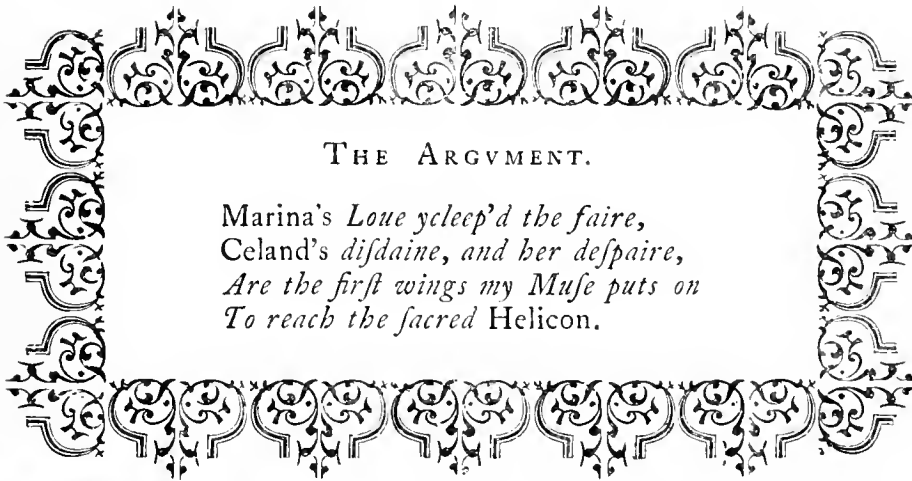 THE ARGVMENT.
Marina's Loue ycleep'd the faire,
Celand's diſdaine, and her deſpaire,
Are the firſt wings my Muſe puts on
To reach the ſacred Helicon.